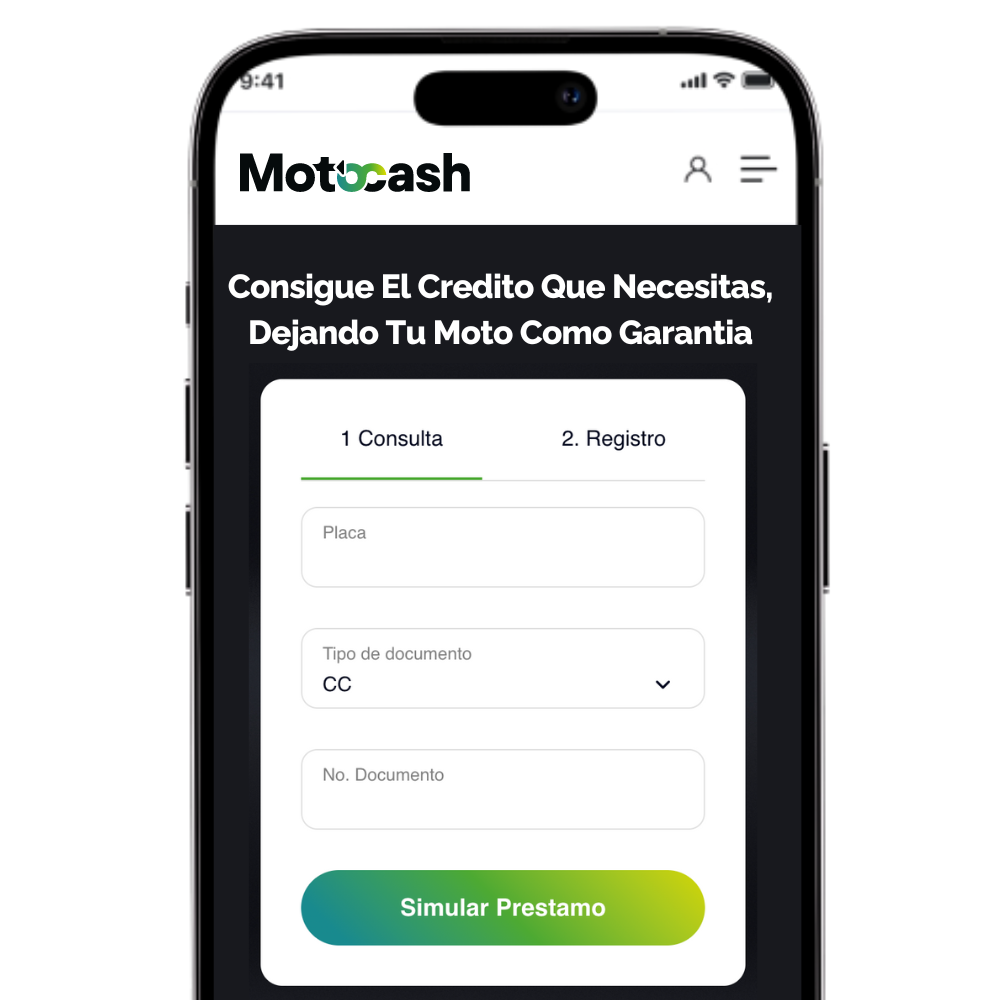 9:41
Motocash
Consigue El Credito Que Necesitas,
Dejando Tu Moto Como Garantia
1 Consulta
2. Registro
Placa
Tipo de documento
CC
No. Documento
Simular Prestamo